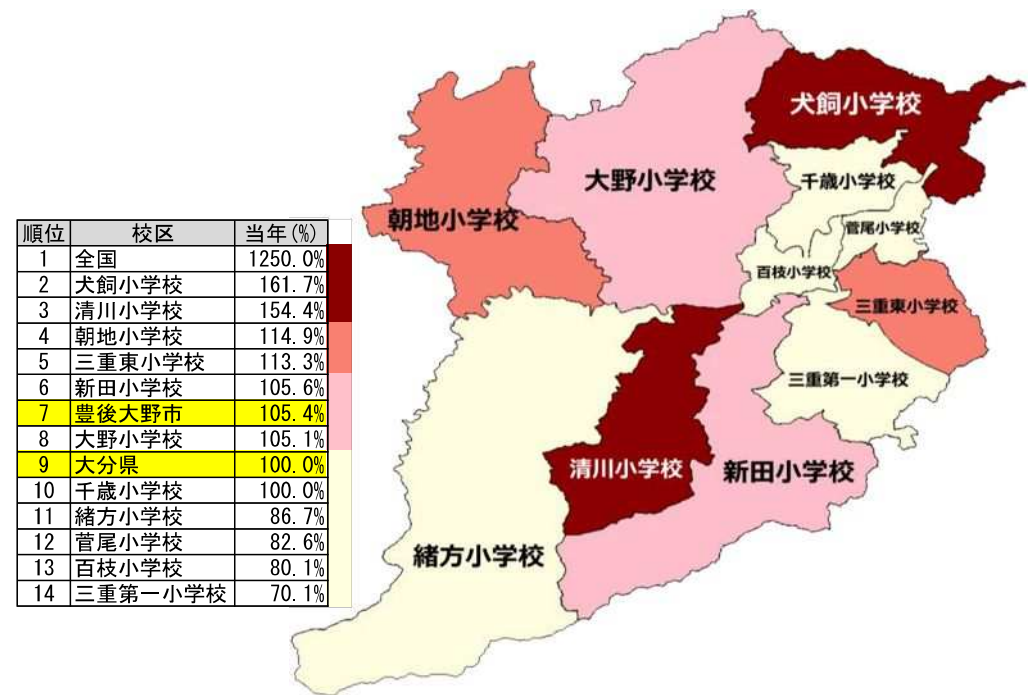 順位 校区 当年(%)
1 全国 1250.0%
2 犬飼小学校 161.7%
3 清川小学校 154.4%
4 朝地小学校 114.9%
5 三重東小学校 113.3%
6 新田小学校 105.6%
7 豊後大野市 105.4%
8 大野小学校 105.1%
9 大分県 100.0%
10 千歳小学校 100.0%
11 緒方小学校 86.7%
12 菅尾小学校 82.6%
13 百枝小学校 80.1%
14 三重第一小学校 70.1%
犬飼小学校
大野小学校
千歳小学校
朝地小学校
菅尾小学校
百枝小学校
三重東小学校
三重第一小学校
清川小学校
新田小学校
緒方小学校